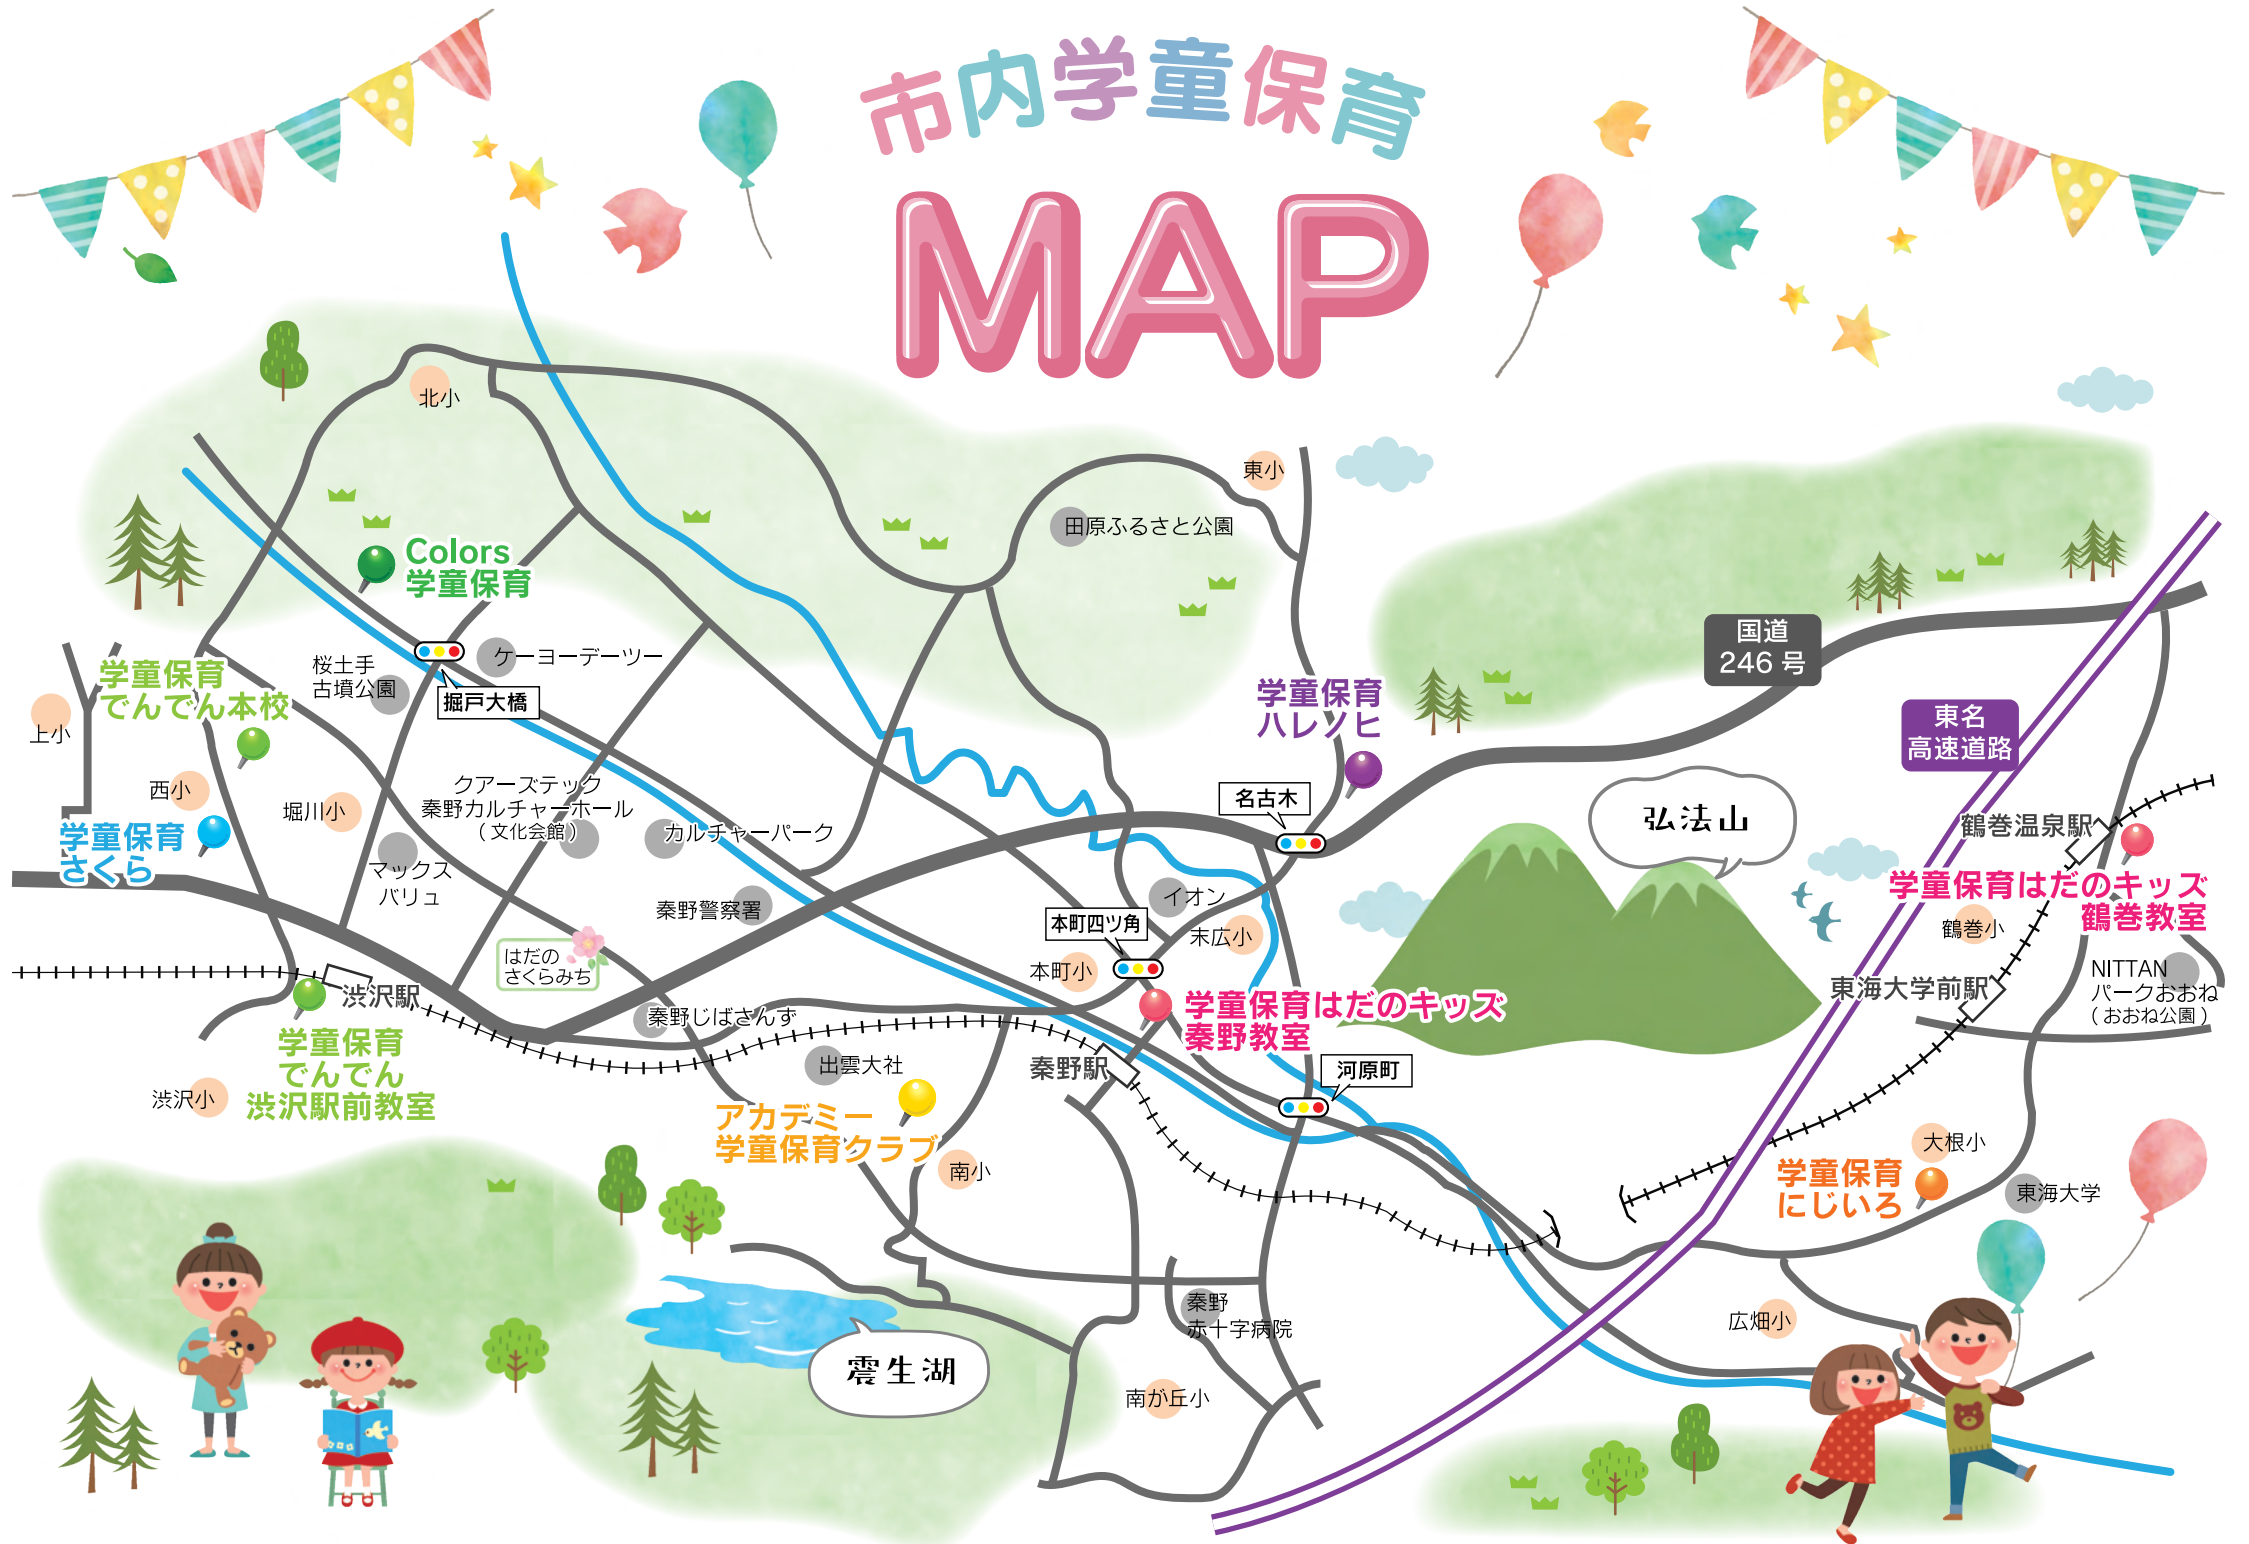 市内学童保育
MAP
北小
東小
田原ふるさと公園
Colors
学童保育
国道
246 号
桜土手
古墳公園
ケーヨーデーツー
掘戸大橋
学童保育
でんでん本校
上小
学童保育
ハレノヒ
東名
高速道路
西小
堀川小
クアーズテック
秦野カルチャーホール
( 文化会館 )
カルチャーパーク
名古木
弘法山
鶴巻温泉駅
学童保育
さくら
マックス
バリュ
秦野警察署
イオン
本町四ツ角
末広小
学童保育はだのキッズ
鶴巻教室
鶴巻小
はだの
さくらみち
本町小
NITTAN
パークおおね
( おおね公園 )
東海大学前駅
渋沢駅
秦野じばさんず
学童保育はだのキッズ
秦野教室
学童保育
でんでん
渋沢駅前教室
渋沢小
出雲大社
秦野駅
河原町
アカデミー
学童保育クラブ
南小
大根小
学童保育
にじいろ
東海大学
秦野
赤十字病院
広畑小
震生湖
南が丘小